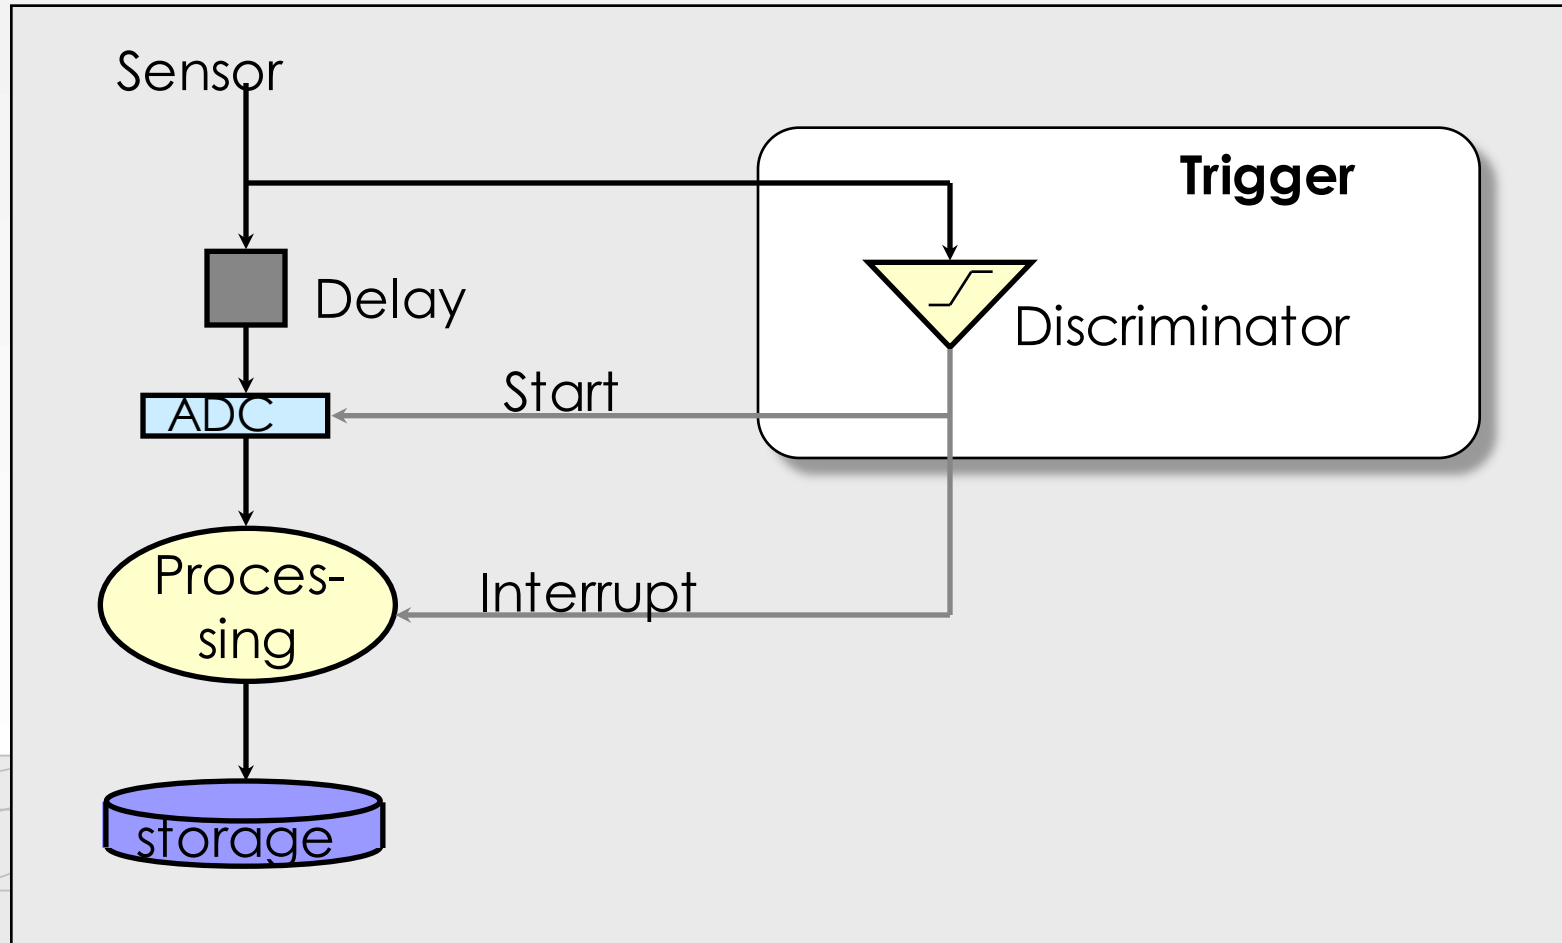 Sensor
Trigger
Delay
Discriminator
Start
ADC
Proces-
sing
Interrupt
storage